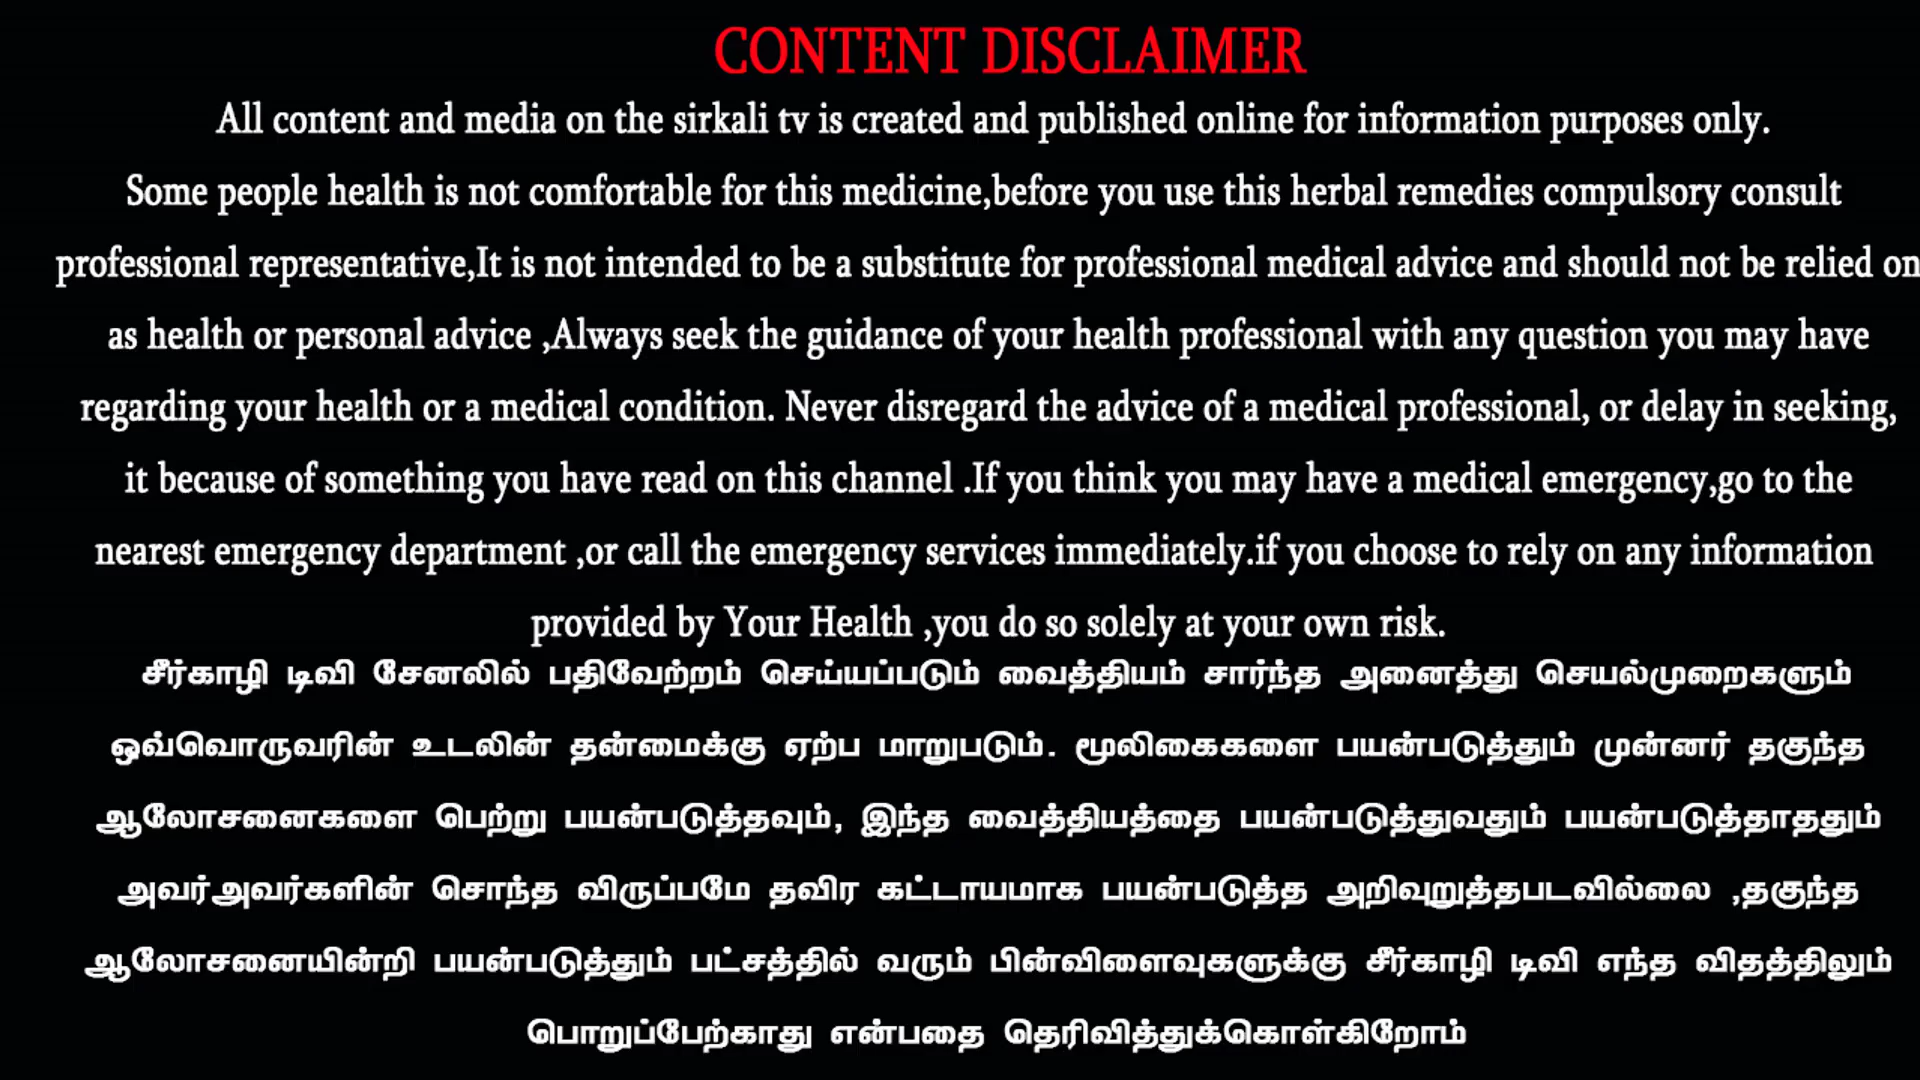 CONTENT DISCLAIMER
All content and media on the sirkali tv is created and published online for information purposes only.
Some people health is not comfortable for this medicine,before you use this herbal remedies compulsory consult
professional representative,It is not intended to be a substitute for professional medical advice and should not be relied on
as health or personal advice ,Always seek the guidance of your health professional with any question you may have
regarding your health or a medical condition. Never disregard the advice of a medical professional, or delay in seeking,
it because of something you have read on this channel .If you think you may have a medical emergency,go to the
nearest emergency department ,or call the emergency services immediately.if you choose to rely on any information
provided by Your Health ,you do so solely at your own risk.
சீர்காழி டிவி சேனலில் பதிவேற்றம் செய்யப்படும் வைத்தியம் சார்ந்த அனைத்து செயல்முறைகளும்
ஒவ்வொருவரின் உடலின் தன்மைக்கு ஏற்ப மாறுபடும். மூலிகைகளை பயன்படுத்தும் முன்னர் தகுந்த
ஆலோசனைகளை பெற்று பயன்படுத்தவும், இந்த வைத்தியத்தை பயன்படுத்துவதும் பயன்படுத்தாததும்
அவர்அவர்களின் சொந்த விருப்பமே தவிர கட்டாயமாக பயன்படுத்த அறிவுறுத்தபடவில்லை ,தகுந்த
ஆலோசனையின்றி பயன்படுத்தும் பட்சத்தில் வரும் பின்விளைவுகளுக்கு சீர்காழி டிவி எந்த விதத்திலும்
பொறுப்பேற்காது என்பதை தெரிவித்துக்கொள்கிறோம்